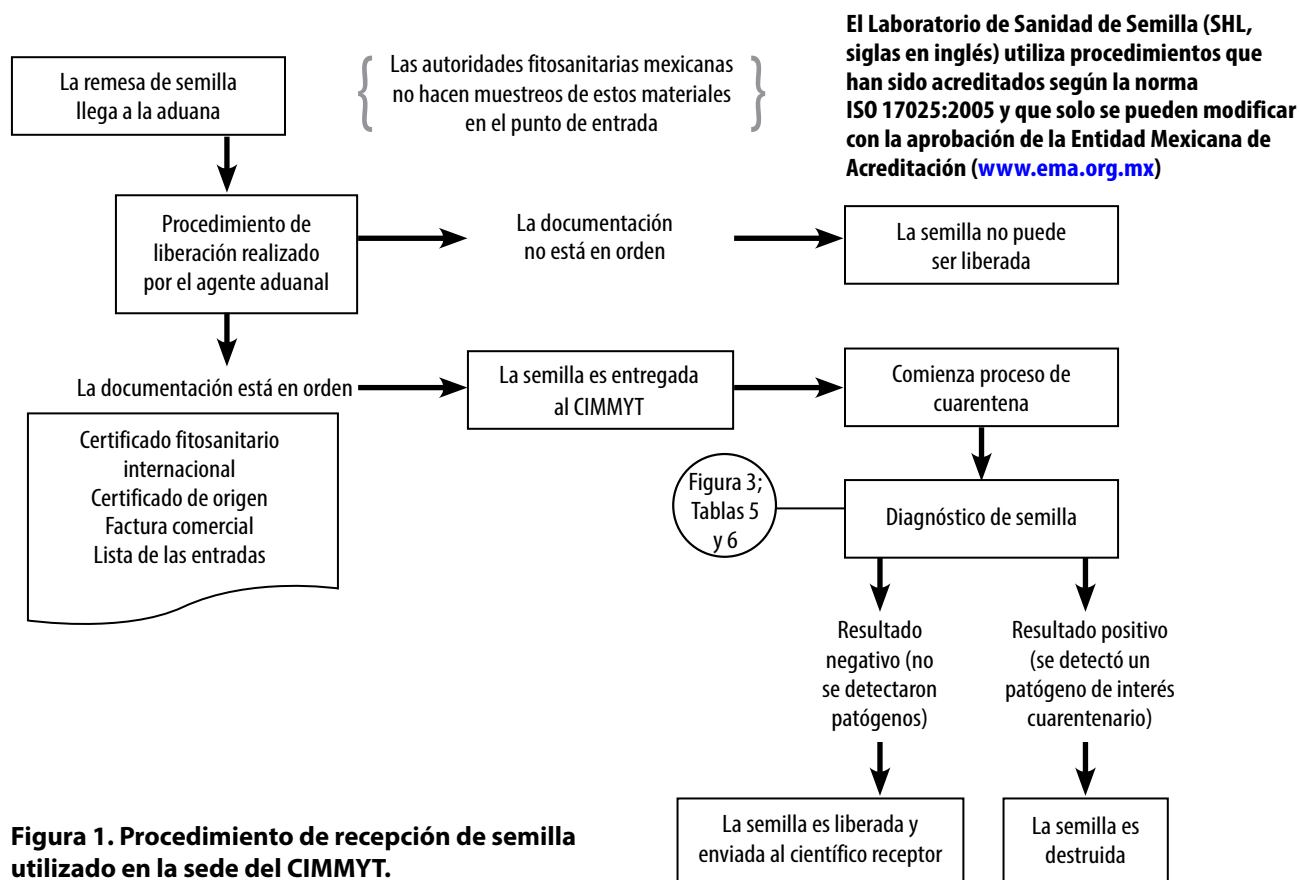 El Laboratorio de Sanidad de Semilla (SHL,
siglas en inglés) utiliza procedimientos que
han sido acreditados según la norma
ISO 17025:2005 y que solo se pueden modificar
con la aprobación de la Entidad Mexicana de
Acreditación (www.ema.org.mx)
La remesa de semilla
llega a la aduana
Las autoridades fitosanitarias mexicanas
no hacen muestreos de estos materiales
en el punto de entrada
Procedimiento de
liberación realizado
por el agente aduanal
La documentación
no está en orden
La semilla no puede
ser liberada
La documentación está en orden
La semilla es entregada
al CIMMYT
Comienza proceso de
cuarentena
Certificado fitosanitario
internacional
Certificado de origen
Factura comercial
Lista de las entradas
Figura 3;
Tablas 5
y 6
Diagnóstico de semilla
Resultado
negativo (no
se detectaron
patógenos)
Resultado positivo
(se detectó un
patógeno de interés
cuarentenario)
La semilla es liberada y
enviada al científico receptor
La semilla es
destruida
Figura 1. Procedimiento de recepción de semilla
utilizado en la sede del CIMMYT.